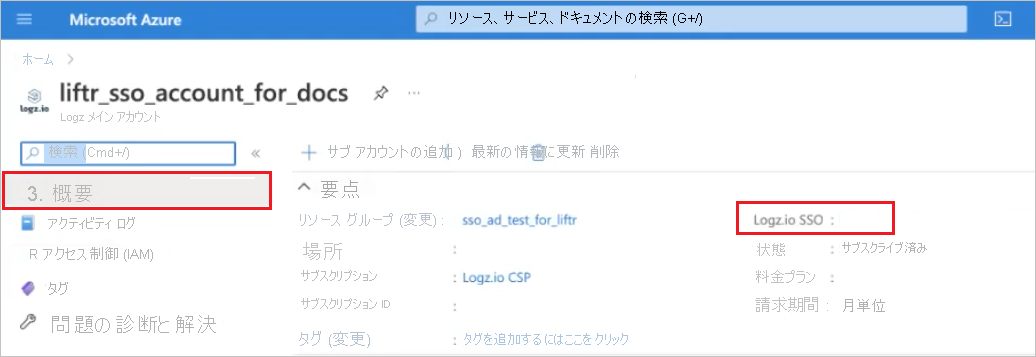 Microsoft Azure
リソース、サービス、ドキュメントの検索 (G+/)
ホーム
logz.io
liftr_sso_account_for_docs
Logz メイン アカウント
検索 (Cmd+/)
サブ アカウントの追加 ) 最新の情報に更新 削除
3. 概要
アクティビティ ログ
R アクセス制御 (IAM)
タグ
問題の診断と解決
要点
リソース グループ (変更) : sso_ad_test_for_liftr
場所 :
サブスクリプション : Logz.io CSP
サブスクリプション ID :
タグ (変更) : タグを追加するにはここをクリック
Logz.io SSO :
状態 : サブスクライブ済み
料金プラン :
請求期間 : 月単位